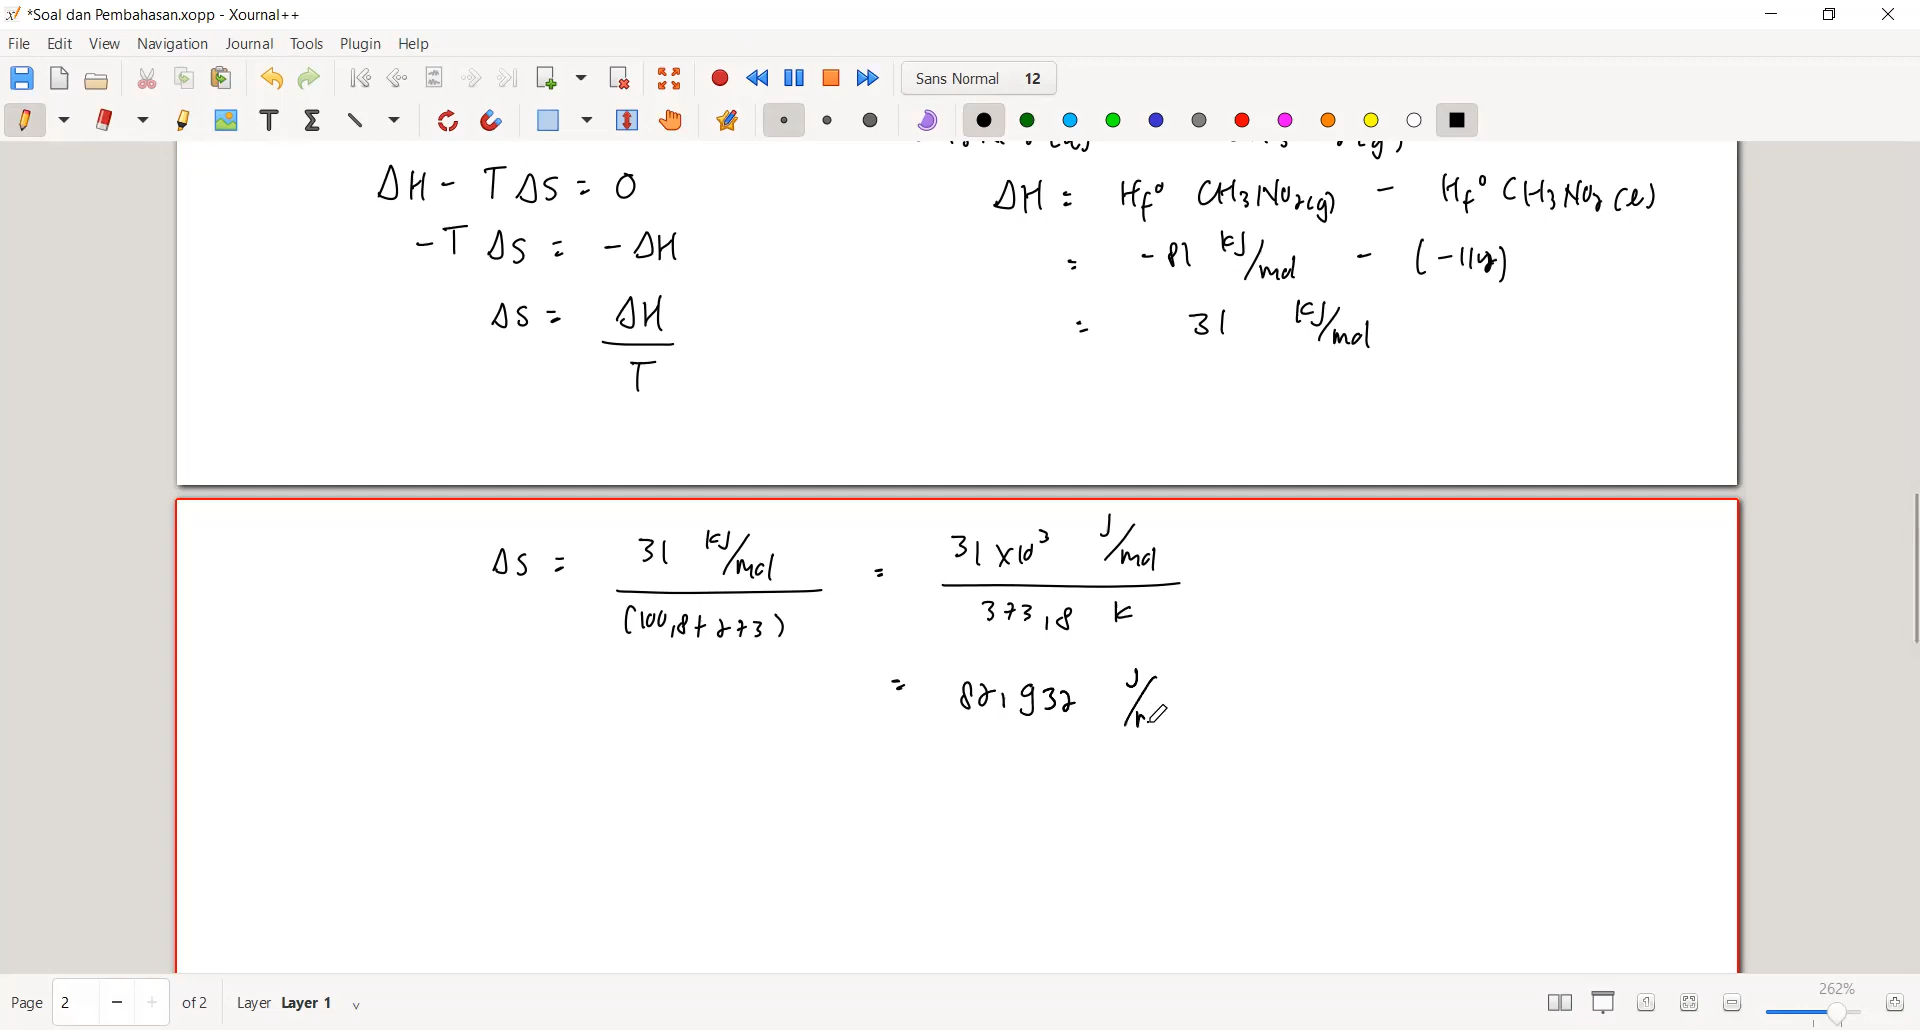 *Soal dan Pembahasan.xopp - Xournal++
File Edit View Navigation Journal Tools Plugin Help
Sans Normal 12
ΔH - TΔS = 0
-T ΔS = -ΔH
ΔS = ΔH
T
ΔH = Hf° CH3NO2(g) - Hf° CH3NO2(l)
= -81 kJ/mol - (-112)
= 31 kJ/mol
ΔS = 31 kJ/mol = 31 x 10³ J/mol
(100,8 + 273) 373,8 K
= 82,932 J/
Page 2 of 2 Layer Layer 1
262%